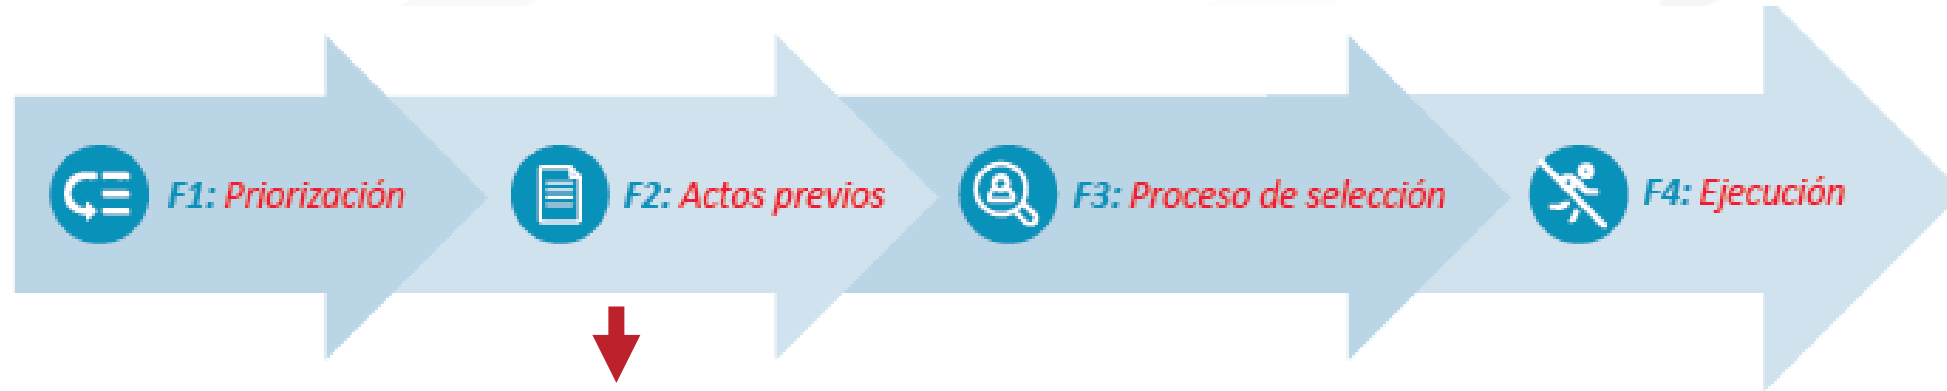 F1: Priorización
F2: Actos previos
F3: Proceso de selección
F4: Ejecución